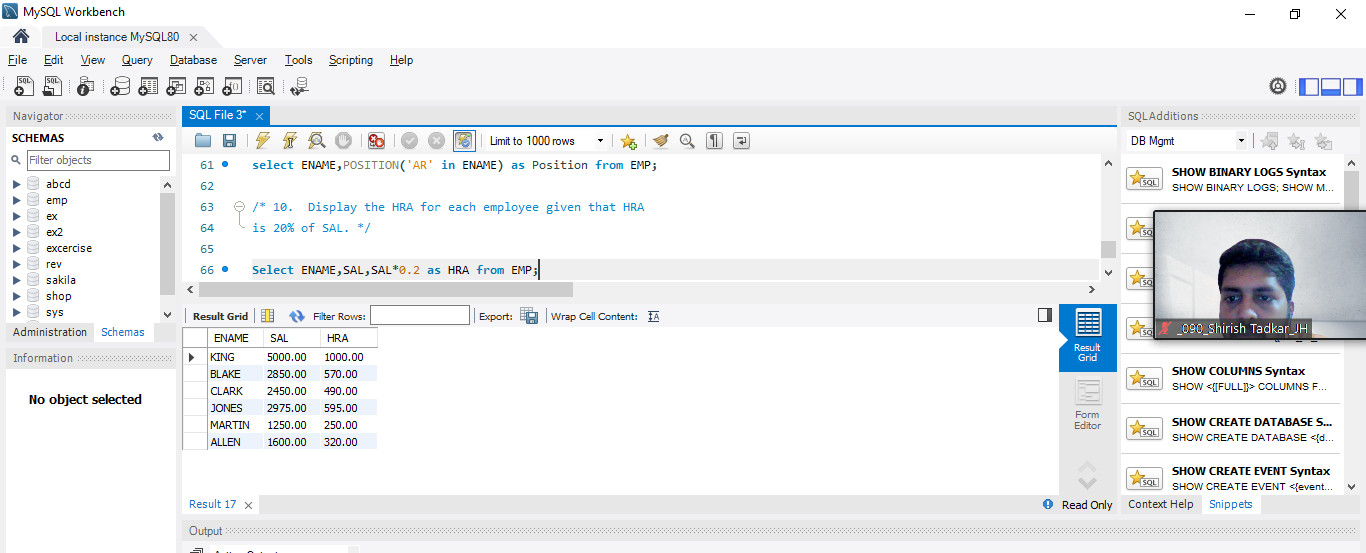 MySQL Workbench
Local instance MySQL80
File Edit View Query Database Server Tools Scripting Help
Navigator
SCHEMAS
Filter objects
abcd
emp
ex
ex2
excercise
rev
sakila
shop
sys
Administration Schemas
Information
No object selected
SQL File 3*
Limit to 1000 rows
61 select ENAME,POSITION('AR' in ENAME) as Position from EMP;
62
63 /* 10. Display the HRA for each employee given that HRA
64 is 20% of SAL. */
65
66 Select ENAME,SAL,SAL*0.2 as HRA from EMP;
Result Grid Filter Rows: Export: Wrap Cell Content:
ENAME SAL HRA
KING 5000.00 1000.00
BLAKE 2850.00 570.00
CLARK 2450.00 490.00
JONES 2975.00 595.00
MARTIN 1250.00 250.00
ALLEN 1600.00 320.00
Result Grid
Form Editor
Result 17
Read Only
Output
SQLAdditions
DB Mgmt
SHOW BINARY LOGS Syntax
SHOW BINARY LOGS; SHOW M...
_090_Shirish Tadkar_JH
SHOW COLUMNS Syntax
SHOW <{[FULL]}> COLUMNS F...
SHOW CREATE DATABASE S...
SHOW CREATE DATABASE <{d...
SHOW CREATE EVENT Syntax
SHOW CREATE EVENT <{event...
Context Help Snippets